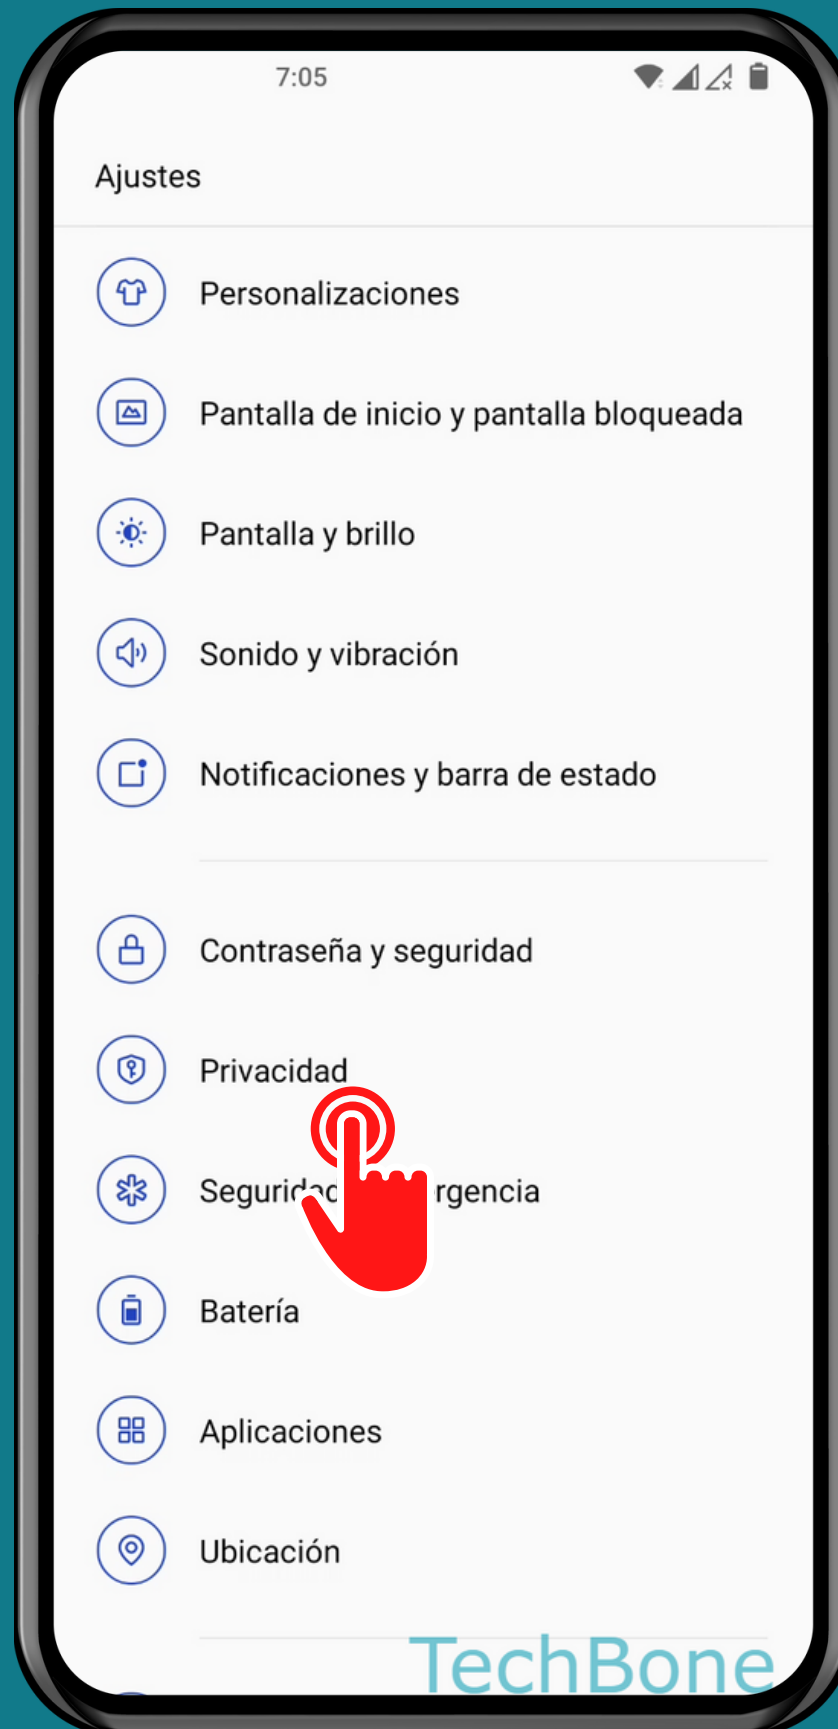 7:05
Ajustes
Personalizaciones
Pantalla de inicio y pantalla bloqueada
Pantalla y brillo
Sonido y vibración
Notificaciones y barra de estado
Contraseña y seguridad
Privacidad
Seguridad
Batería
Aplicaciones
Ubicación
TechBone